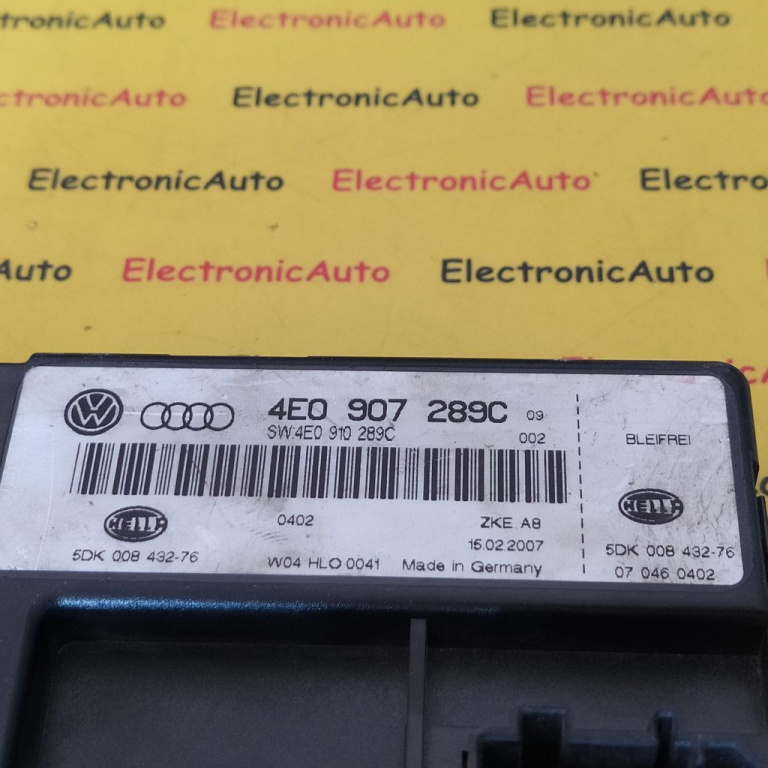 ElectronicAuto ElectronicAuto ElectronicAuto
ctronicAuto ElectronicAuto ElectronicAut
ElectronicAuto ElectronicAuto Electro
Auto ElectronicAuto ElectronicAuto
ElectronicAut
4E0 907 289C 09
SW:4E0 910 289C 002
BLEIFREI
HELLA
0402 ZKE A8
15.02.2007
5DK 008 432-76
W04 HLO 0041 Made in Germany
HELLA
5DK 008 432-76
07 046 0402